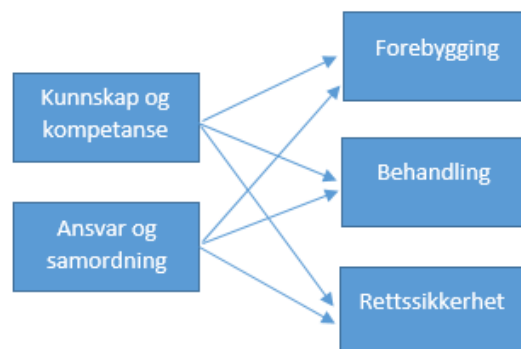 Kunnskap og
kompetanse
Ansvar og
samordning
Forebygging
Behandling
Rettssikkerhet